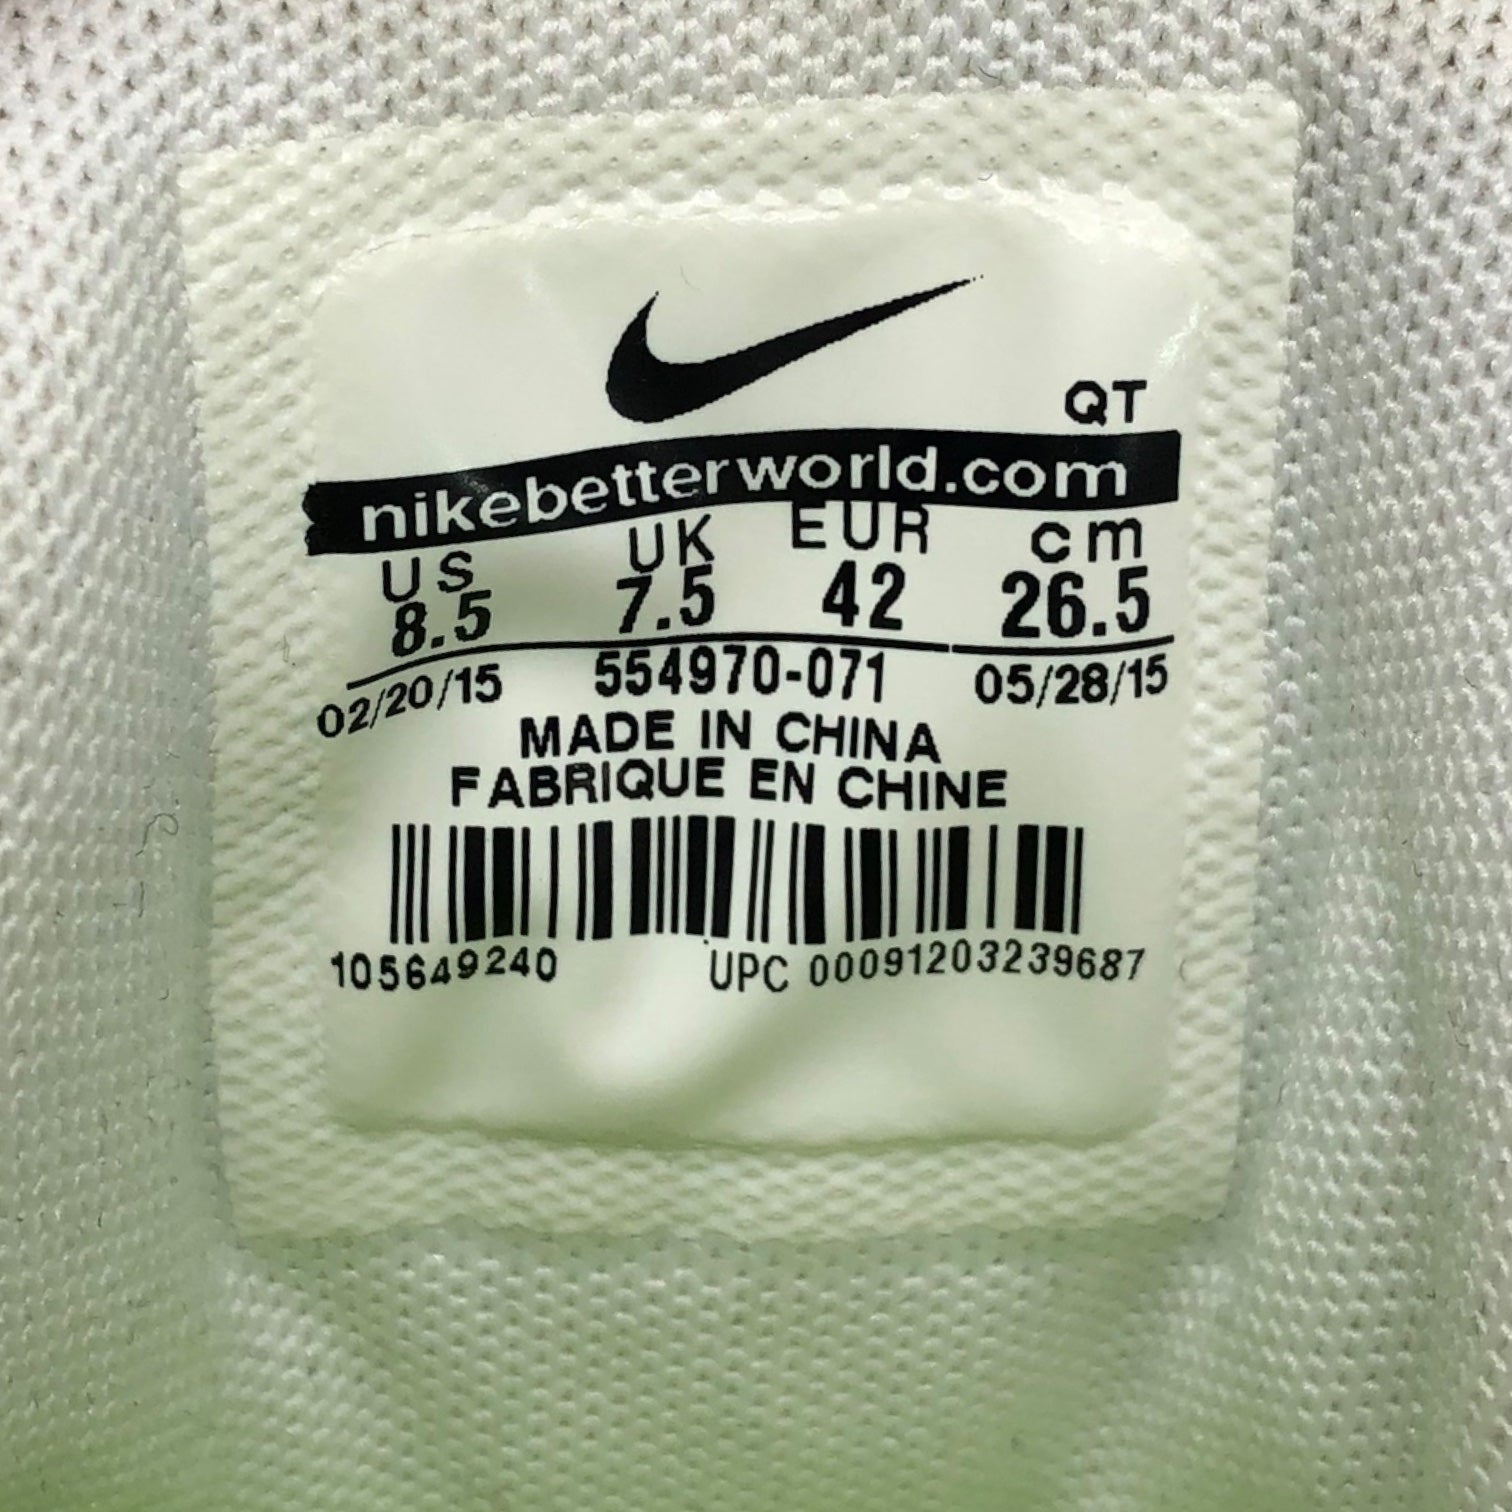 QT
nikebetterworld.com
US UK EUR cm
8.5 7.5 42 26.5
02/20/15 554970-071 05/28/15
MADE IN CHINA
FABRIQUE EN CHINE
105649240 UPC 00091203239687